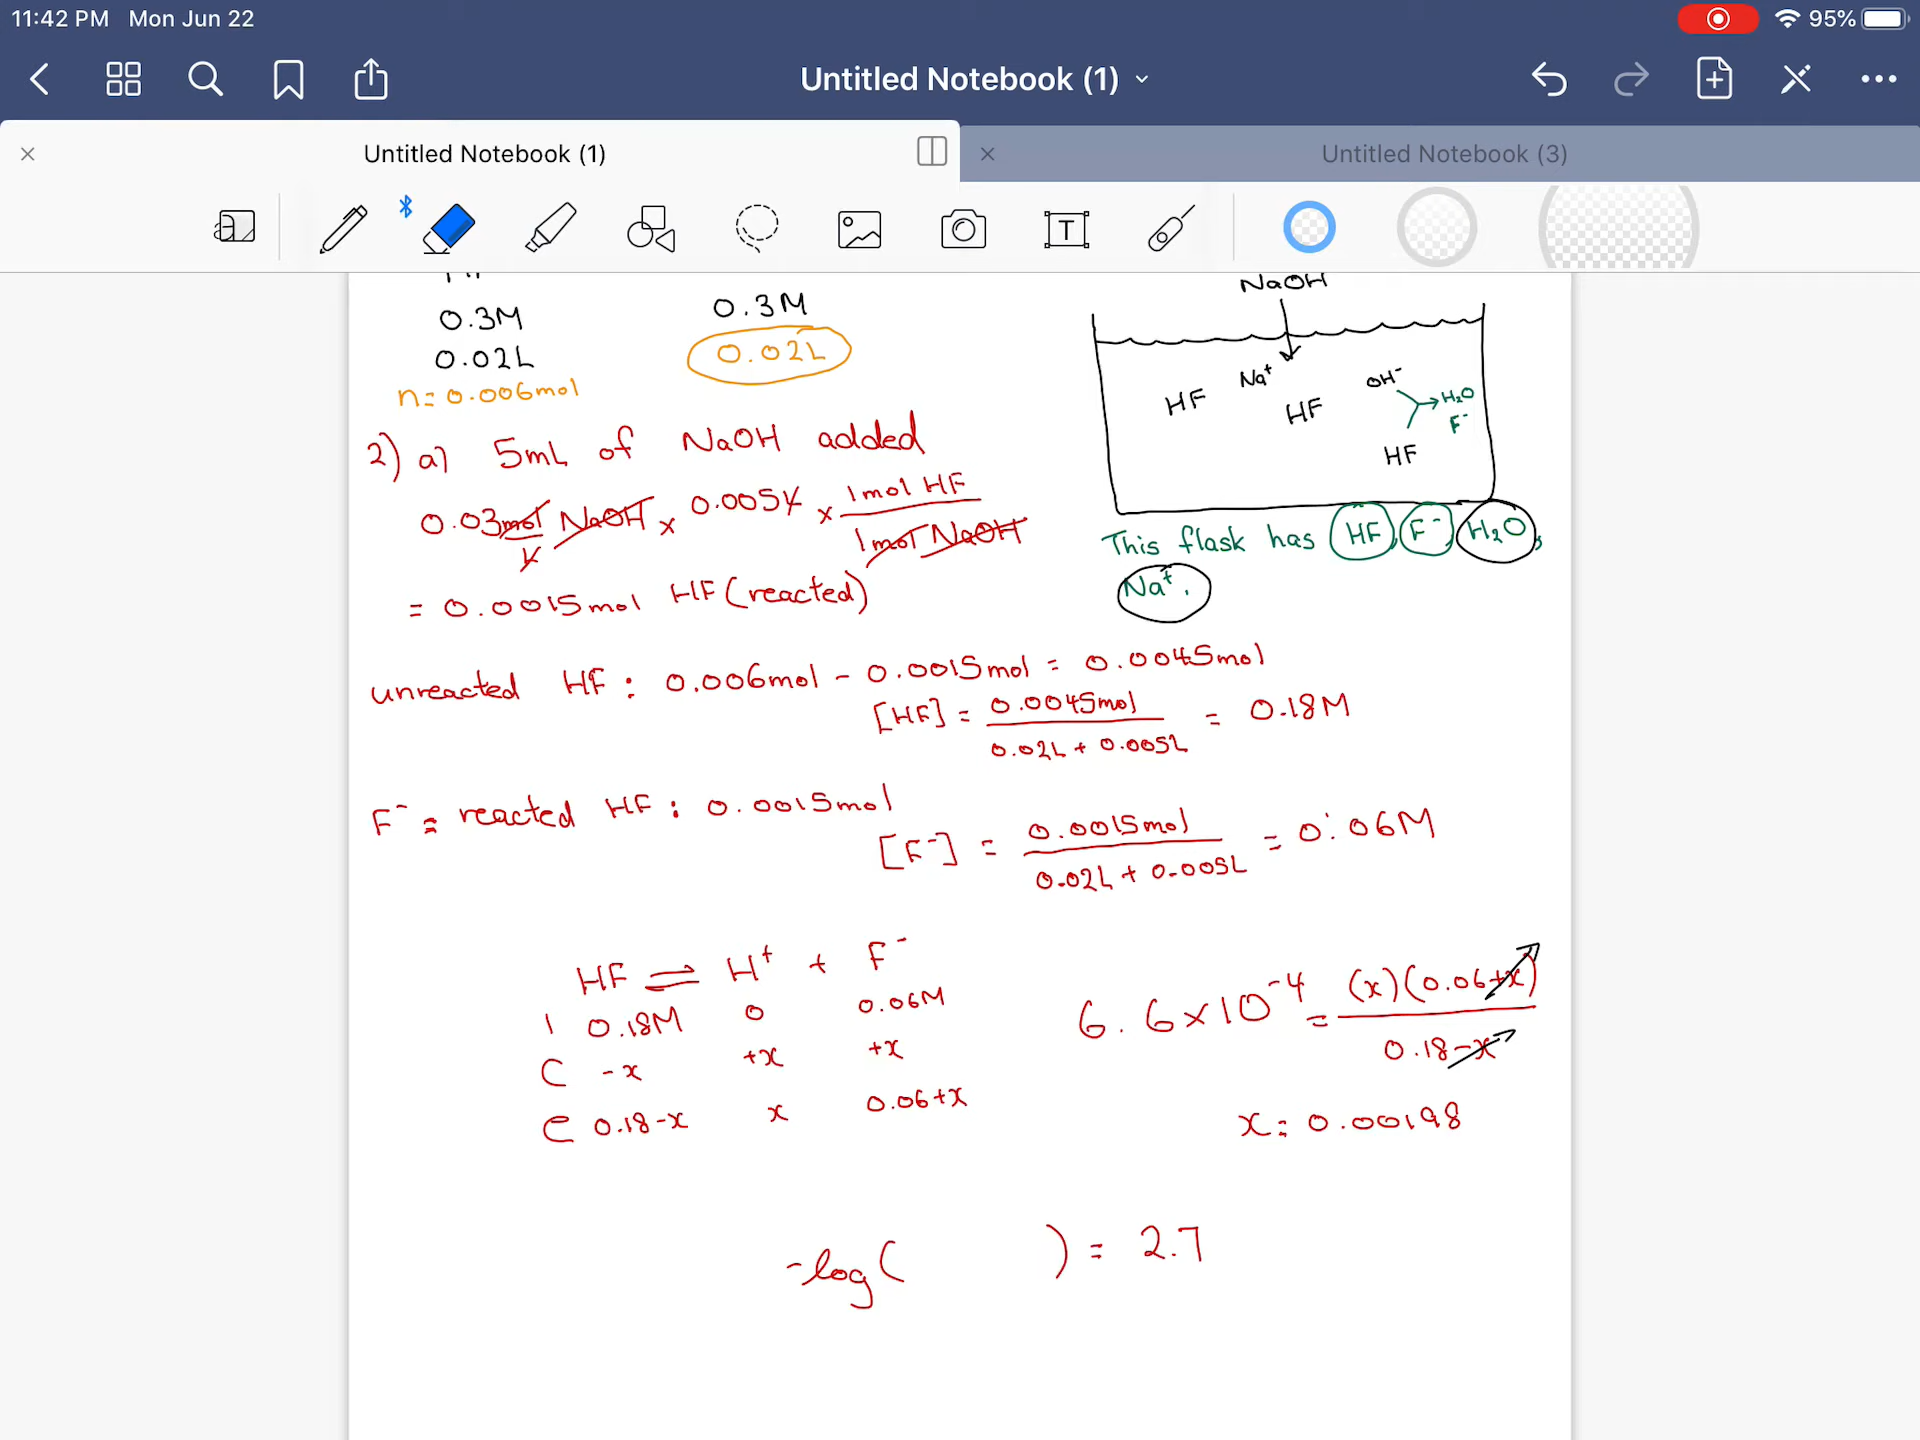 11:42 PM Mon Jun 22
95%
Untitled Notebook (1)
Untitled Notebook (1)
Untitled Notebook (3)
T
NaOH
0.3M 0.3M
0.02L 0.02L
n= 0.006mol
HF Na⁺ HF OH⁻ H₂O
F⁻
HF
2) a) 5mL of NaOH added
0.03 mol/L NaOH x 0.005L x 1mol HF / 1mol NaOH
= 0.0015mol HF (reacted)
This flask has HF, F⁻, H₂O,
Na⁺.
unreacted HF : 0.006mol - 0.0015mol = 0.0045mol
[HF] = 0.0045mol / 0.02L + 0.005L = 0.18M
F⁻ = reacted HF : 0.0015mol
[F⁻] = 0.0015mol / 0.02L + 0.005L = 0.06M
HF ⇌ H⁺ + F⁻
I 0.18M 0 0.06M
C -x +x +x
E 0.18-x x 0.06+x
6.6x10⁻⁴ = (x)(0.06+x) / 0.18-x
x = 0.00198
-log( ) = 2.7